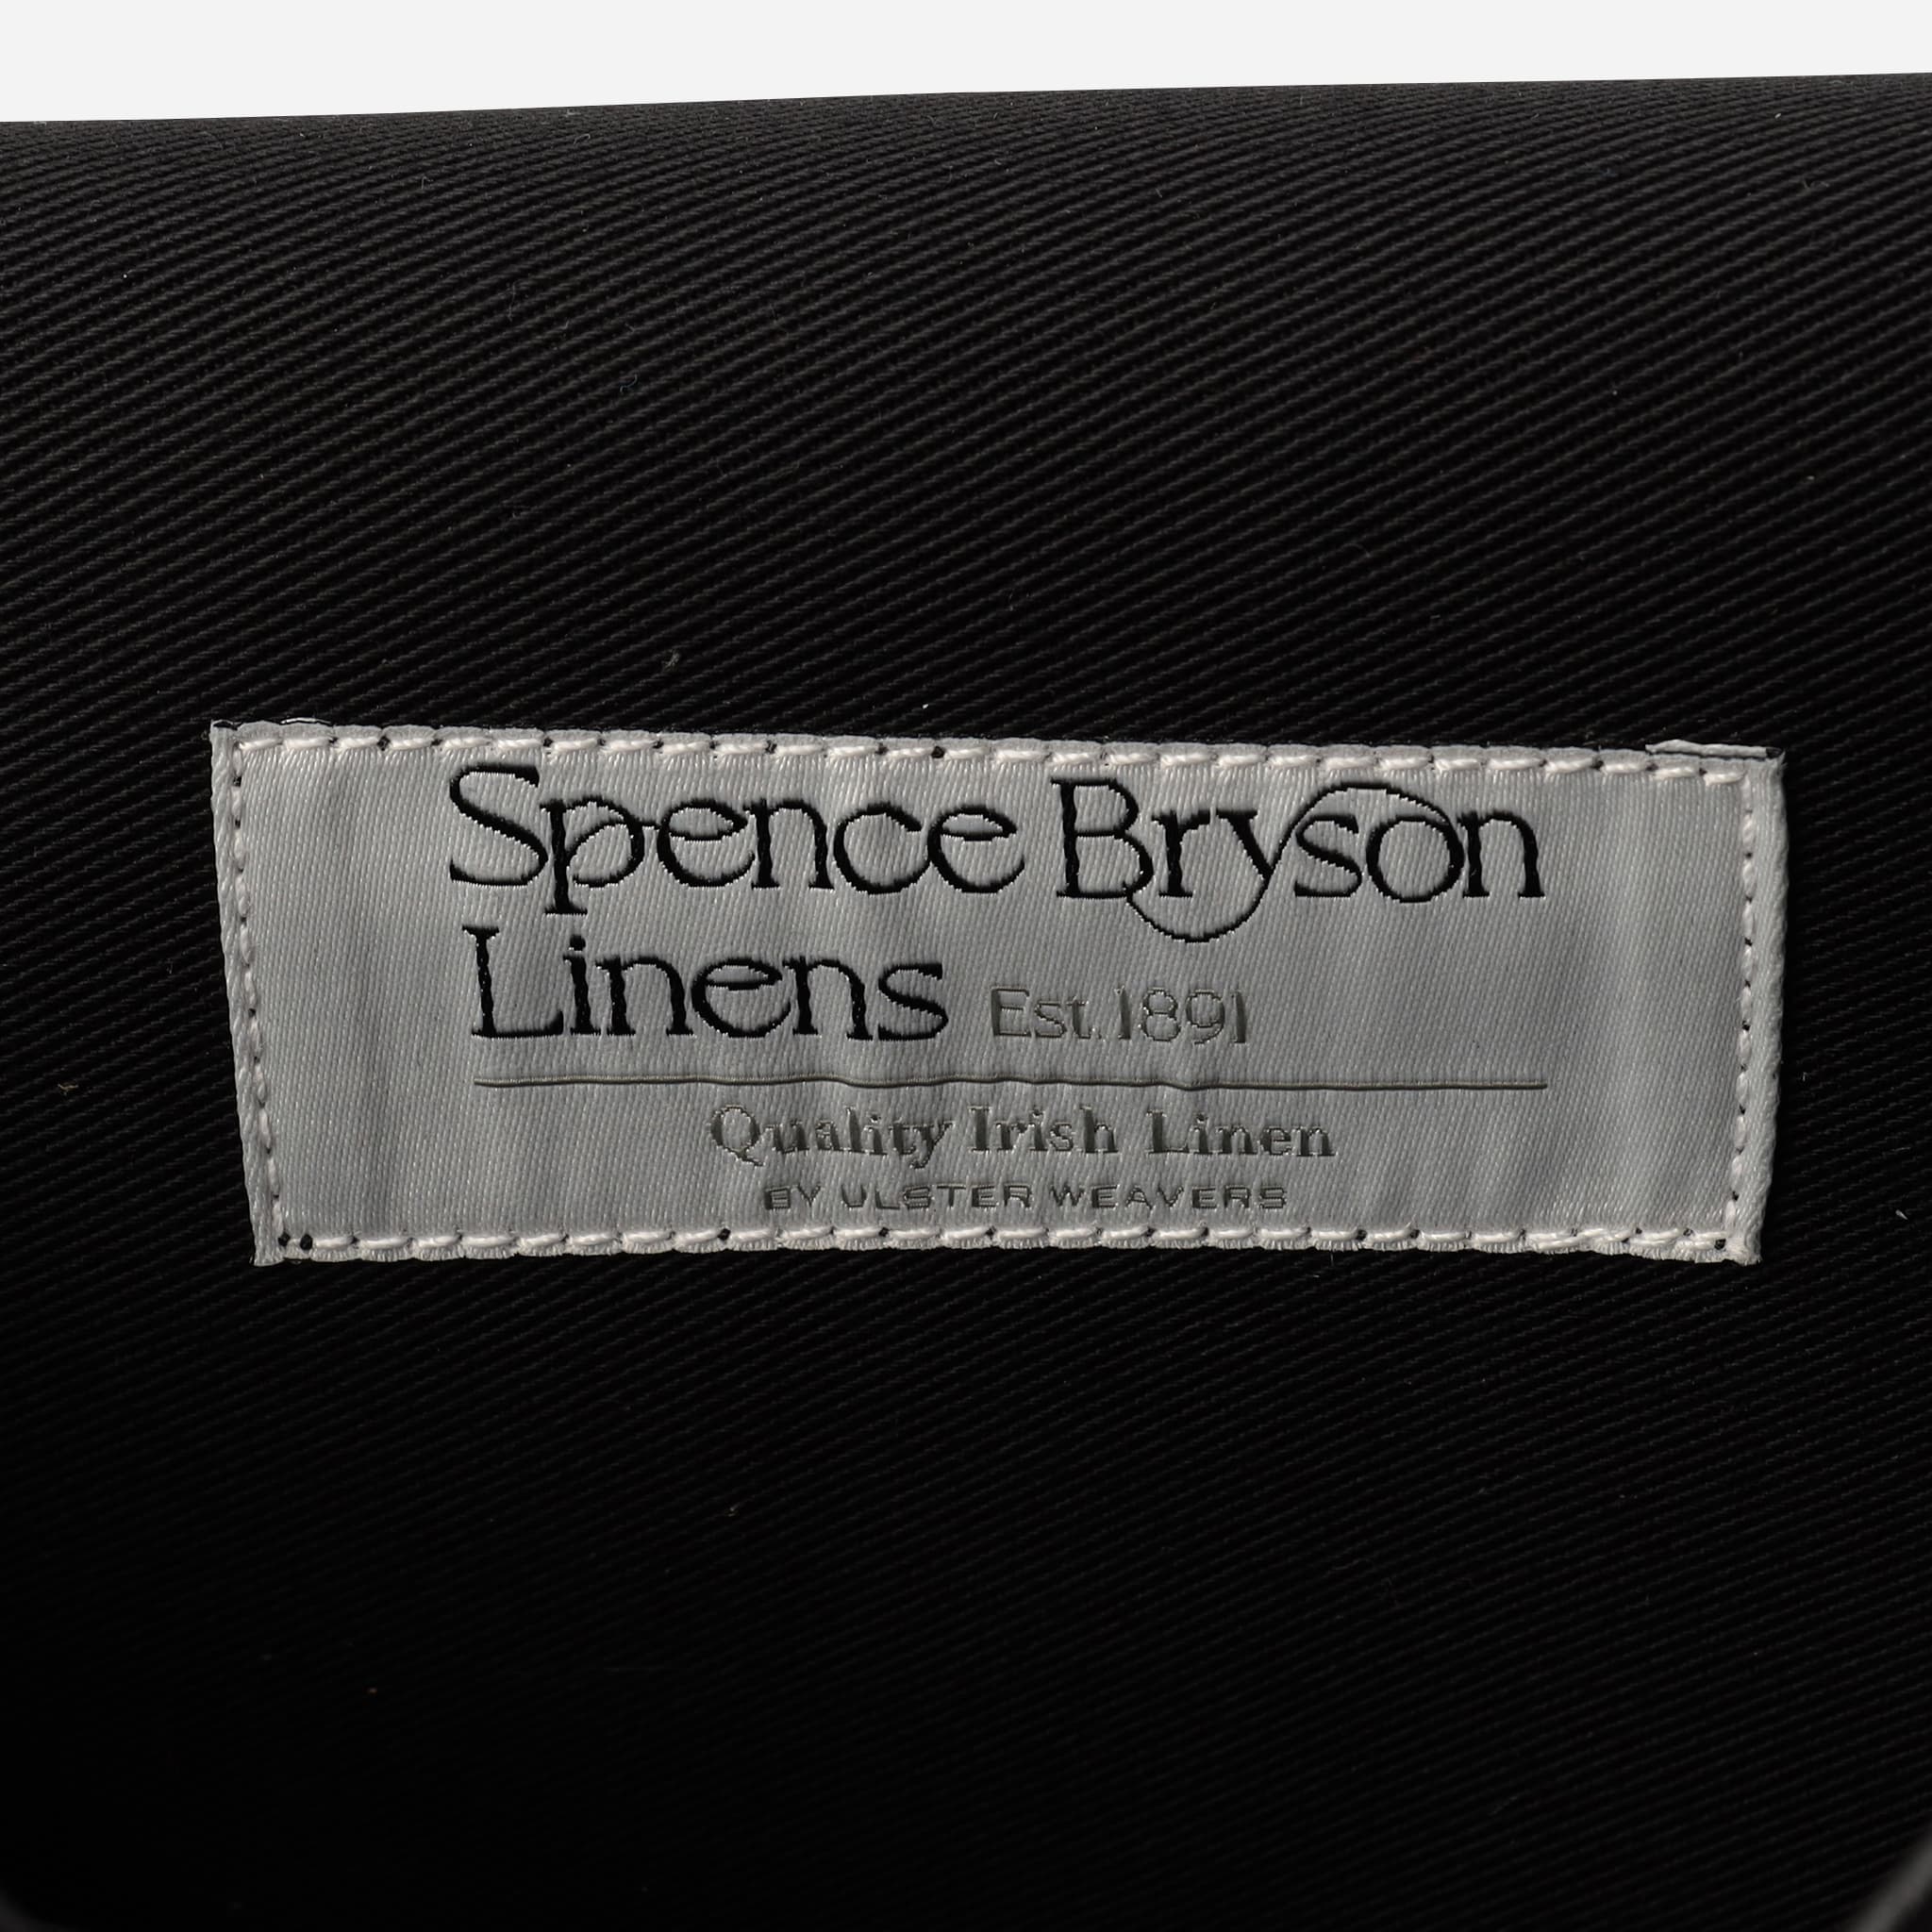 Spence Bryson
Linens Est.1891
Quality Irish Linen
BY ULSTER WEAVERS